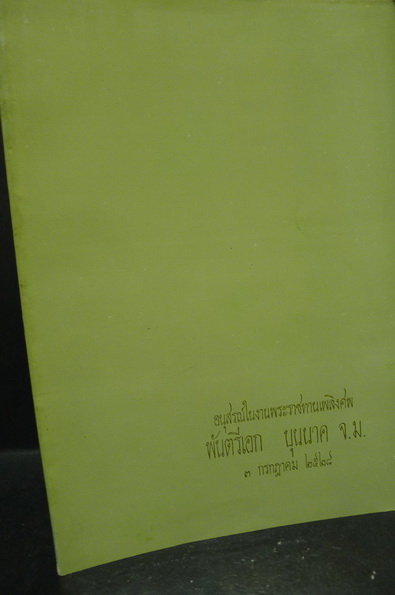 อนุสรณ์ในงานพระราชทานเพลิงศพ
พันตรีเอก บุนนาค จ.ม.
๓ กรกฎาคม ๒๕๒๘